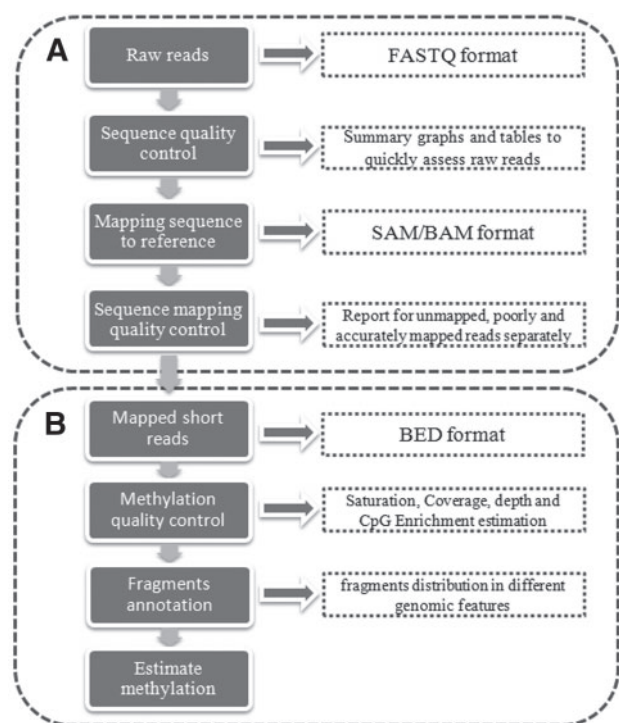 A
Raw reads
FASTQ format
Sequence quality
control
Summary graphs and tables to
quickly assess raw reads
Mapping sequence
to reference
SAM/BAM format
Sequence mapping
quality control
Report for unmapped, poorly and
accurately mapped reads separately
B
Mapped short
reads
BED format
Methylation
quality control
Saturation, Coverage, depth and
CpG Enrichment estimation
Fragments
annotation
fragments distribution in different
genomic features
Estimate
methylation